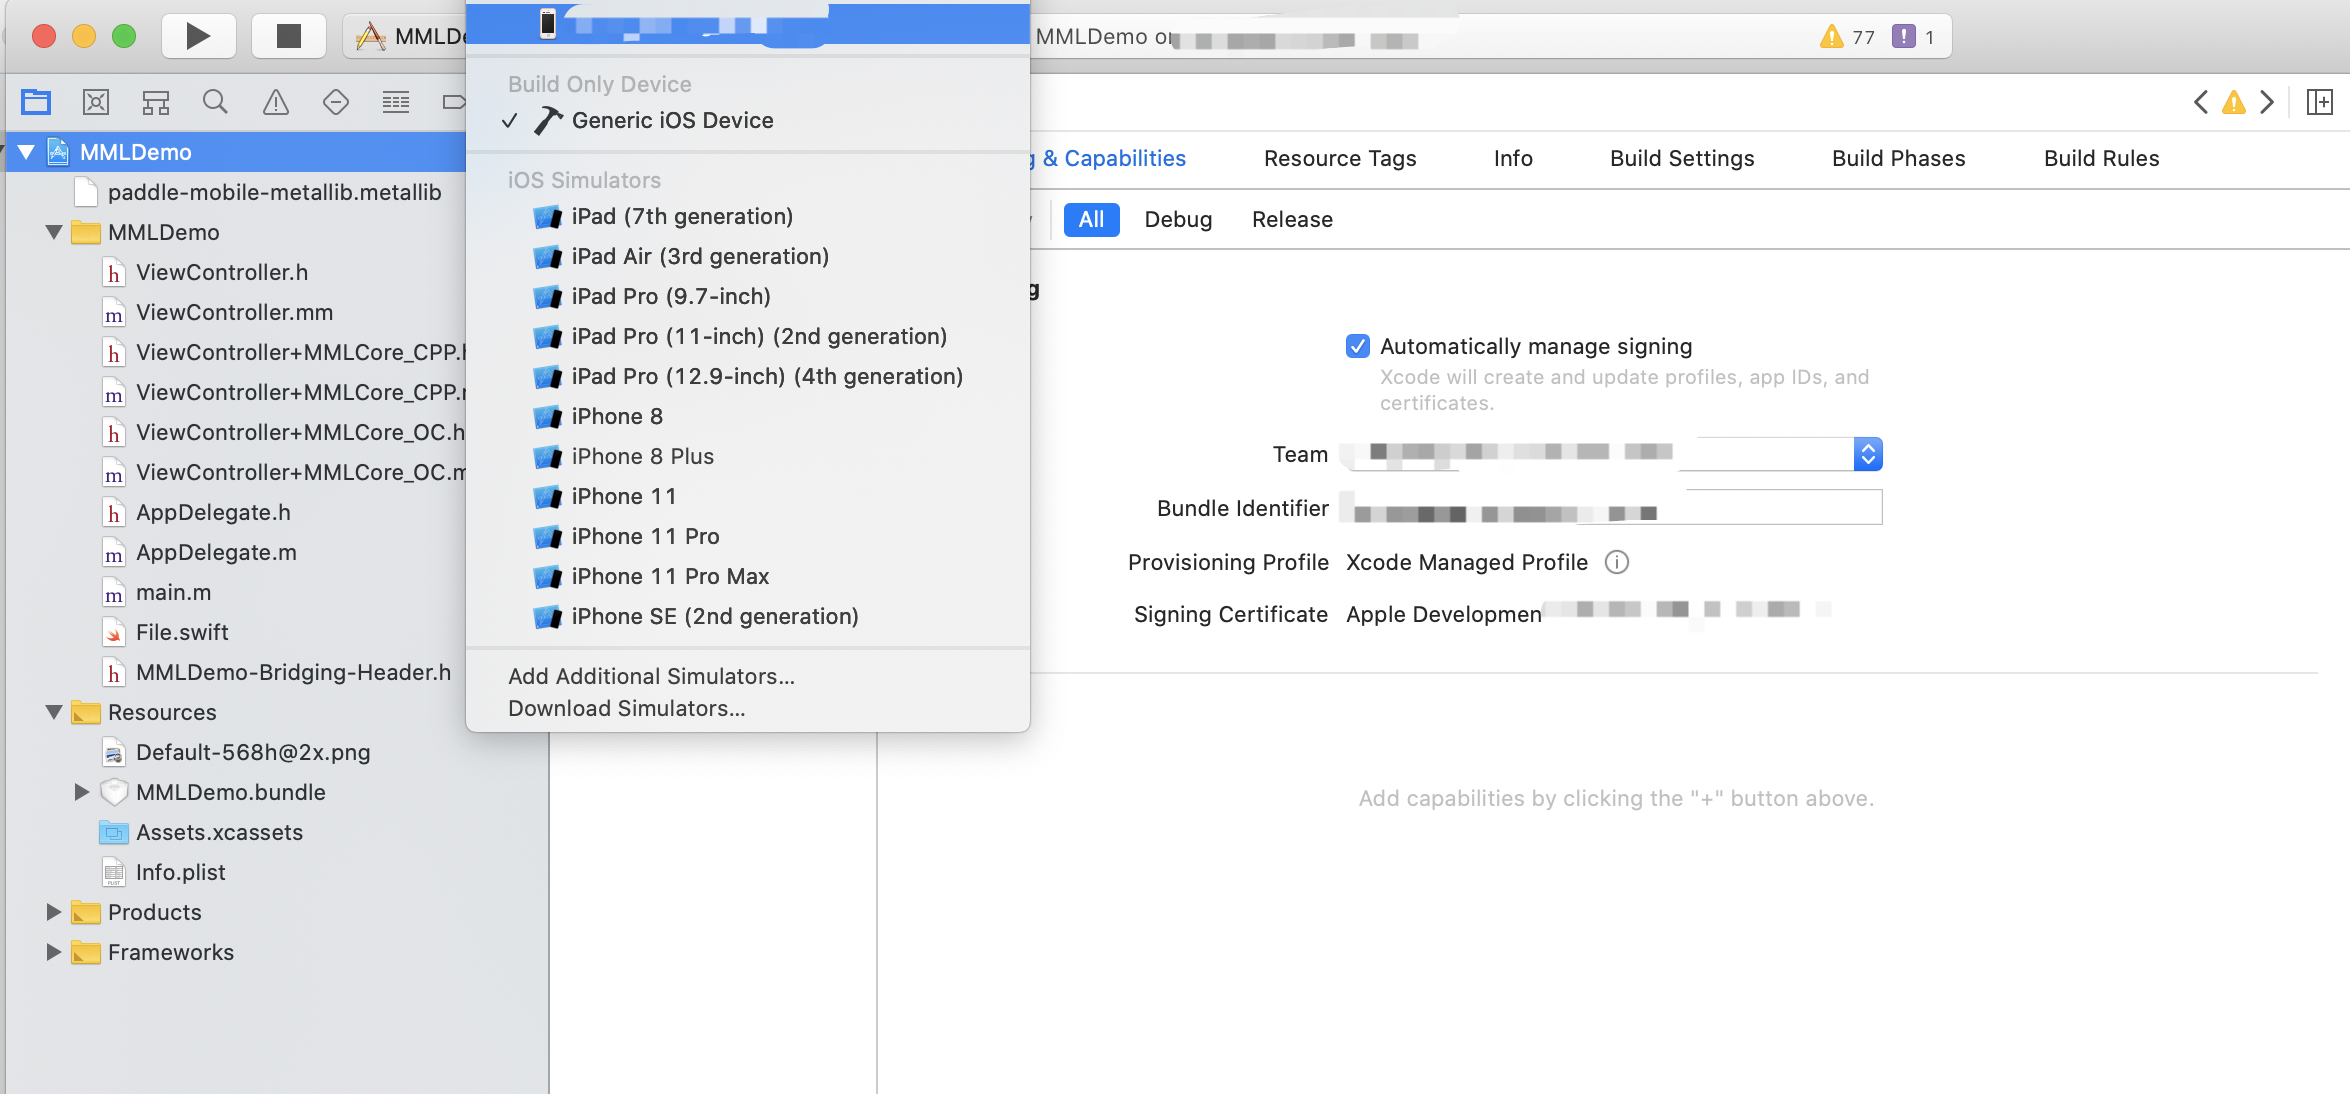 MMLDe
MMLDemo
77
1
Build Only Device
✓ Generic iOS Device
iOS Simulators
iPad (7th generation)
iPad Air (3rd generation)
iPad Pro (9.7-inch)
iPad Pro (11-inch) (2nd generation)
iPad Pro (12.9-inch) (4th generation)
iPhone 8
iPhone 8 Plus
iPhone 11
iPhone 11 Pro
iPhone 11 Pro Max
iPhone SE (2nd generation)
Add Additional Simulators...
Download Simulators...
MMLDemo
paddle-mobile-metallib.metallib
MMLDemo
h ViewController.h
m ViewController.mm
h ViewController+MMLCore_CPP.h
m ViewController+MMLCore_CPP.
h ViewController+MMLCore_OC.h
m ViewController+MMLCore_OC.m
h AppDelegate.h
m AppDelegate.m
m main.m
File.swift
h MMLDemo-Bridging-Header.h
Resources
Default-568h@2x.png
MMLDemo.bundle
Assets.xcassets
Info.plist
Products
Frameworks
g & Capabilities
Resource Tags
Info
Build Settings
Build Phases
Build Rules
All
Debug
Release
g
Automatically manage signing
Xcode will create and update profiles, app IDs, and
certificates.
Team
Bundle Identifier
Provisioning Profile Xcode Managed Profile
Signing Certificate Apple Developmen
Add capabilities by clicking the "+" button above.